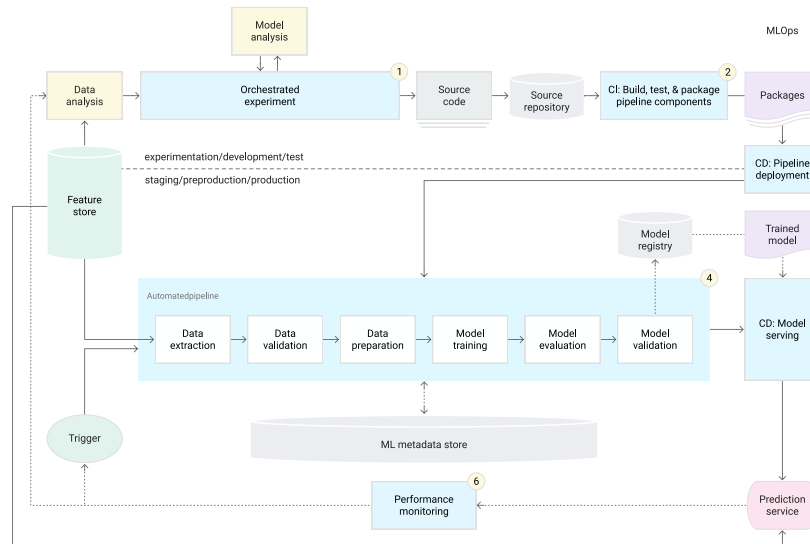 Model
analysis
MLOps
1
2
Data
analysis
Orchestrated
experiment
Source
code
Source
repository
CI: Build, test, & package
pipeline components
Packages
experimentation/development/test
staging/preproduction/production
CD: Pipeline
deployment
Feature
store
Model
registry
Trained
model
4
Automatedpipeline
Data
extraction
Data
validation
Data
preparation
Model
training
Model
evaluation
Model
validation
CD: Model
serving
Trigger
ML metadata store
6
Performance
monitoring
Prediction
service